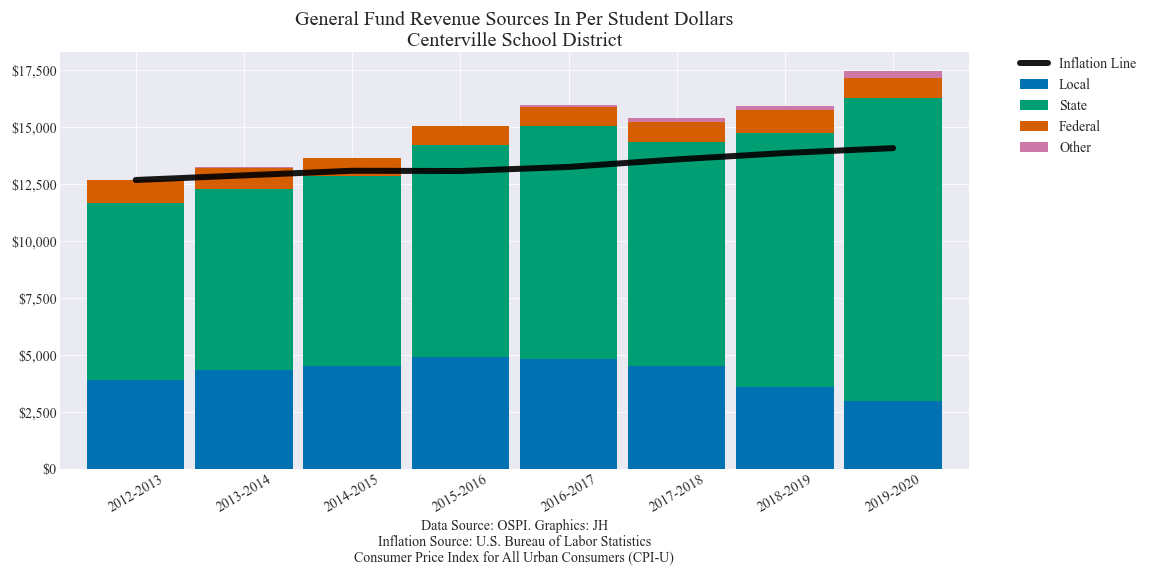 General Fund Revenue Sources In Per Student Dollars
Centerville School District
$17,500
$15,000
$12,500
$10,000
$7,500
$5,000
$2,500
$0
Inflation Line
Local
State
Federal
Other
2012-2013
2013-2014
2014-2015
2015-2016
2016-2017
2017-2018
2018-2019
2019-2020
Data Source: OSPI. Graphics: JH
Inflation Source: U.S. Bureau of Labor Statistics
Consumer Price Index for All Urban Consumers (CPI-U)